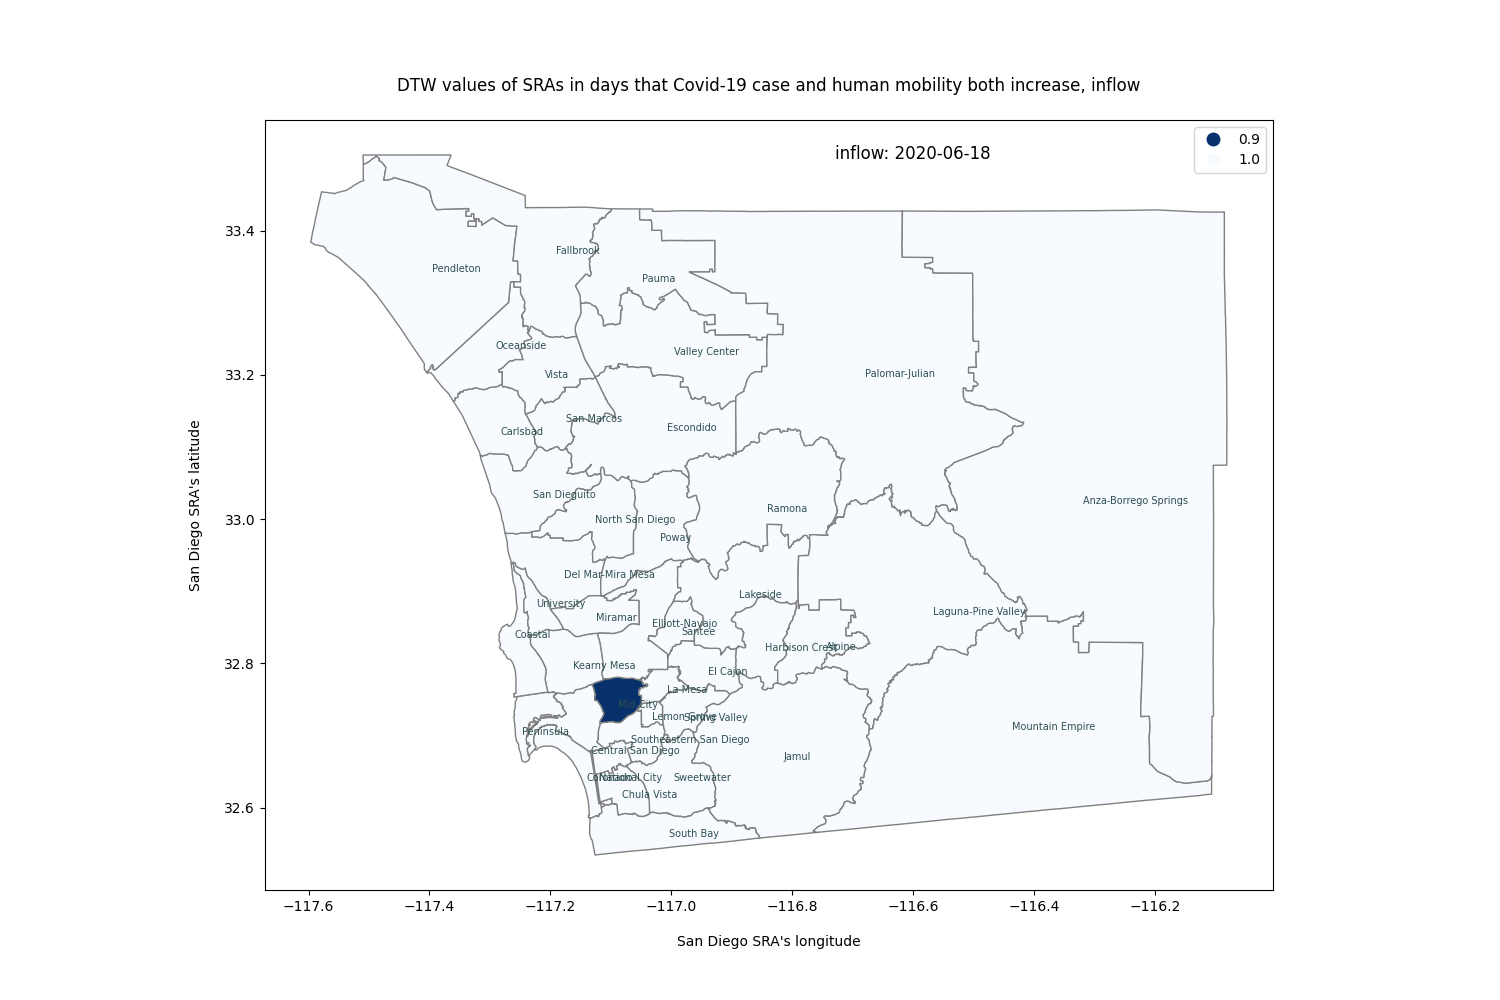 DTW values of SRAs in days that Covid-19 case and human mobility both increase, inflow
inflow: 2020-06-18
0.9
1.0
San Diego SRA's latitude
33.4
33.2
33.0
32.8
32.6
Fallbrook
Pendleton
Pauma
Oceanside
Valley Center
Vista
Palomar-Julian
San Marcos
Carlsbad
Escondido
San Dieguito
Anza-Borrego Springs
Ramona
North San Diego
Poway
Del Mar-Mira Mesa
Lakeside
University
Miramar
Laguna-Pine Valley
Elliott-Navajo
Santee
Coastal
Harbison Crest
Alpine
Kearny Mesa
El Cajon
La Mesa
Mid City
Lemon Grove
Spring Valley
Mountain Empire
Peninsula
Southeastern San Diego
Central San Diego
Jamul
Coronado
National City
Sweetwater
Chula Vista
South Bay
−117.6
−117.4
−117.2
−117.0
−116.8
−116.6
−116.4
−116.2
San Diego SRA's longitude